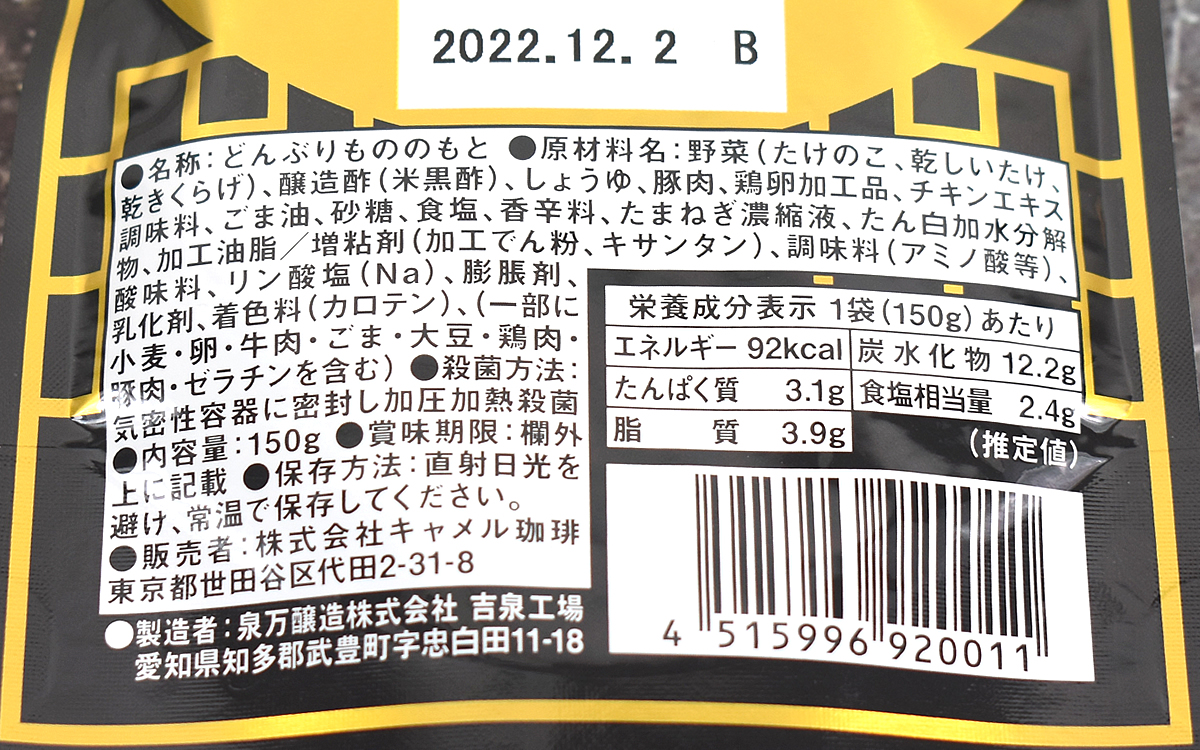 2022.12.2 B
●名称:どんぶりもののもと ●原材料名:野菜(たけのこ、乾しいたけ、
乾きくらげ)、醸造酢(米黒酢)、しょうゆ、豚肉、鶏卵加工品、チキンエキス
調味料、ごま油、砂糖、食塩、香辛料、たまねぎ濃縮液、たん白加水分解
物、加工油脂/増粘剤(加工でん粉、キサンタン)、調味料(アミノ酸等)、
酸味料、リン酸塩(Na)、膨脹剤、
乳化剤、着色料(カロテン)、(一部に
小麦・卵・牛肉・ごま・大豆・鶏肉・
豚肉・ゼラチンを含む) ●殺菌方法:
気密性容器に密封し加圧加熱殺菌
●内容量:150g ●賞味期限:欄外
上に記載 ●保存方法:直射日光を
避け、常温で保存してください。
●販売者:株式会社キャメル珈琲
東京都世田谷区代田2-31-8
●製造者:泉万醸造株式会社 吉泉工場
愛知県知多郡武豊町字忠白田11-18
栄養成分表示 1袋(150g)あたり
エネルギー 92kcal 炭水化物 12.2g
たんぱく質 3.1g 食塩相当量 2.4g
脂質 3.9g
(推定値)
4 515996 920011